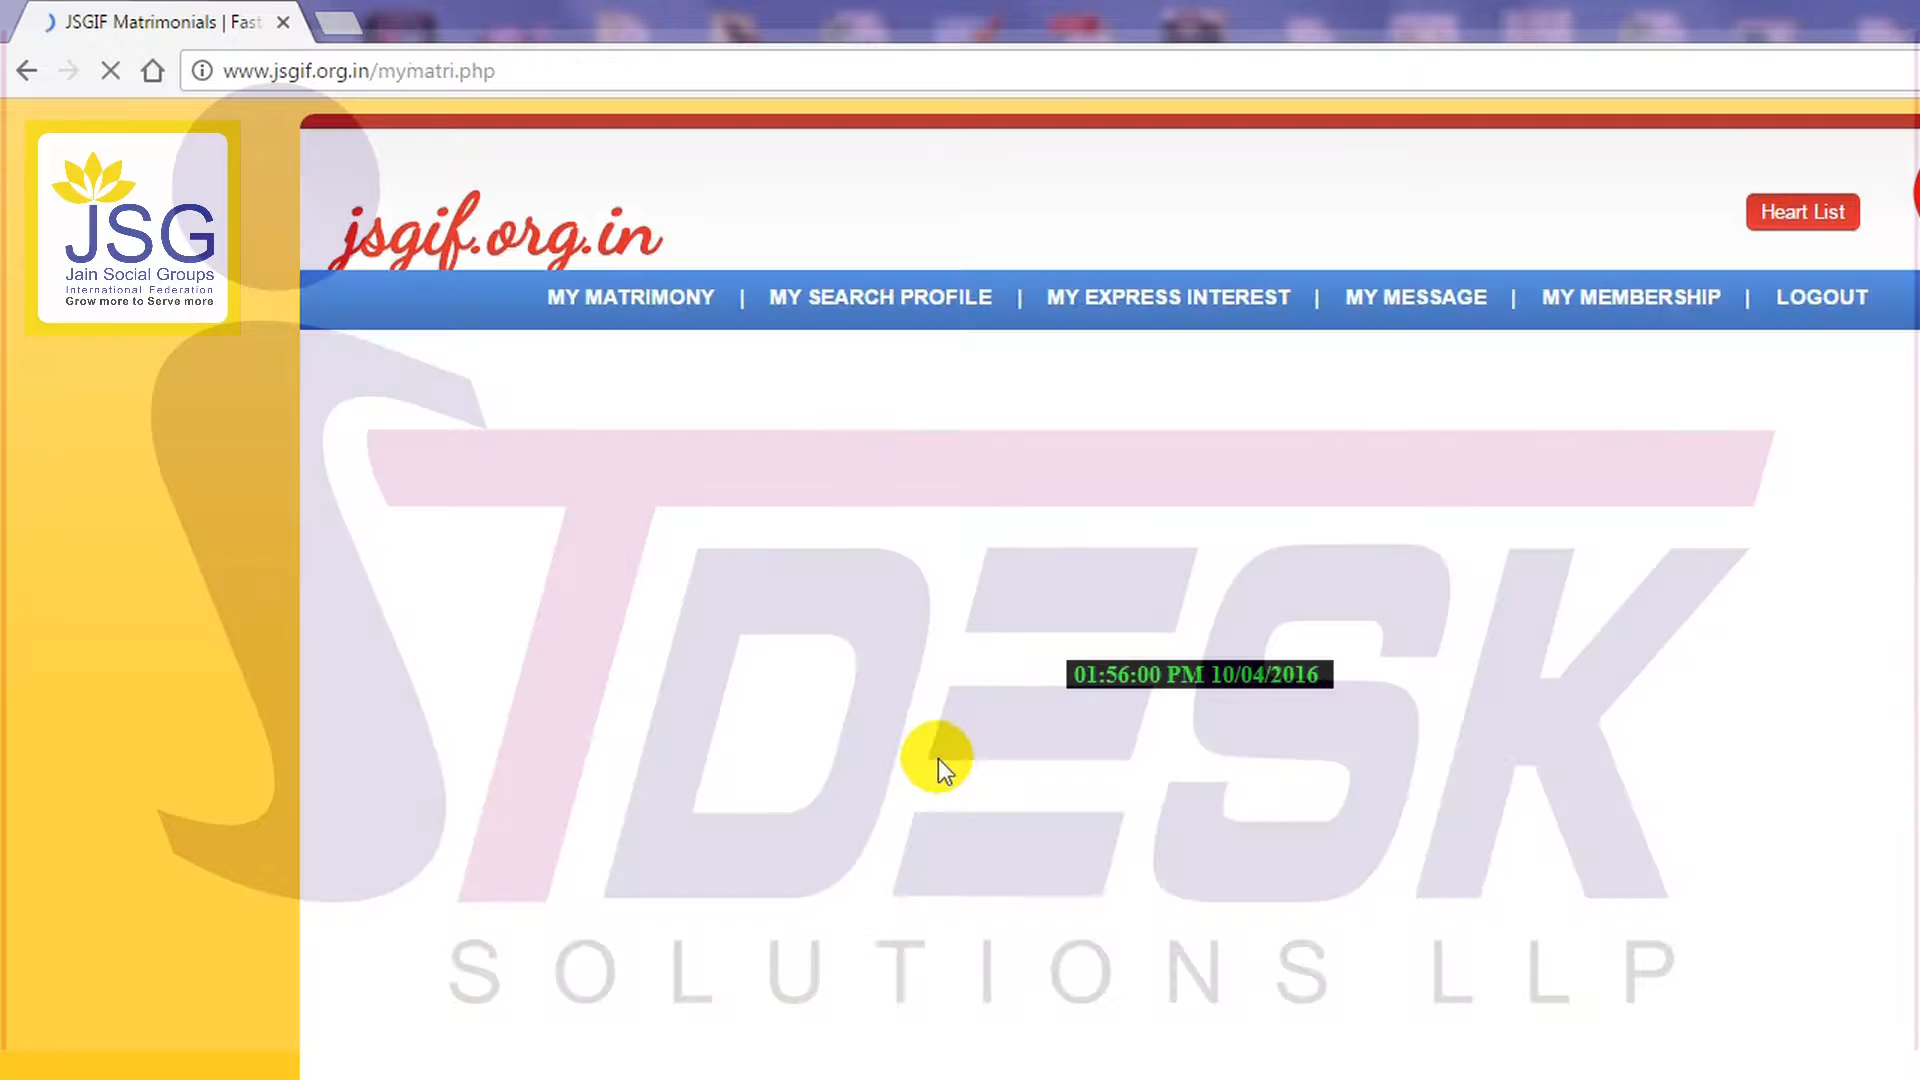 JSGIF Matrimonials | Fast
www.jsgif.org.in/mymatri.php
JSG
Jain Social Groups
International Federation
Grow more to Serve more
jsgif.org.in
Heart List
MY MATRIMONY | MY SEARCH PROFILE | MY EXPRESS INTEREST | MY MESSAGE | MY MEMBERSHIP | LOGOUT
iTDESK
01:56:00 PM 10/04/2016
SOLUTIONS LLP